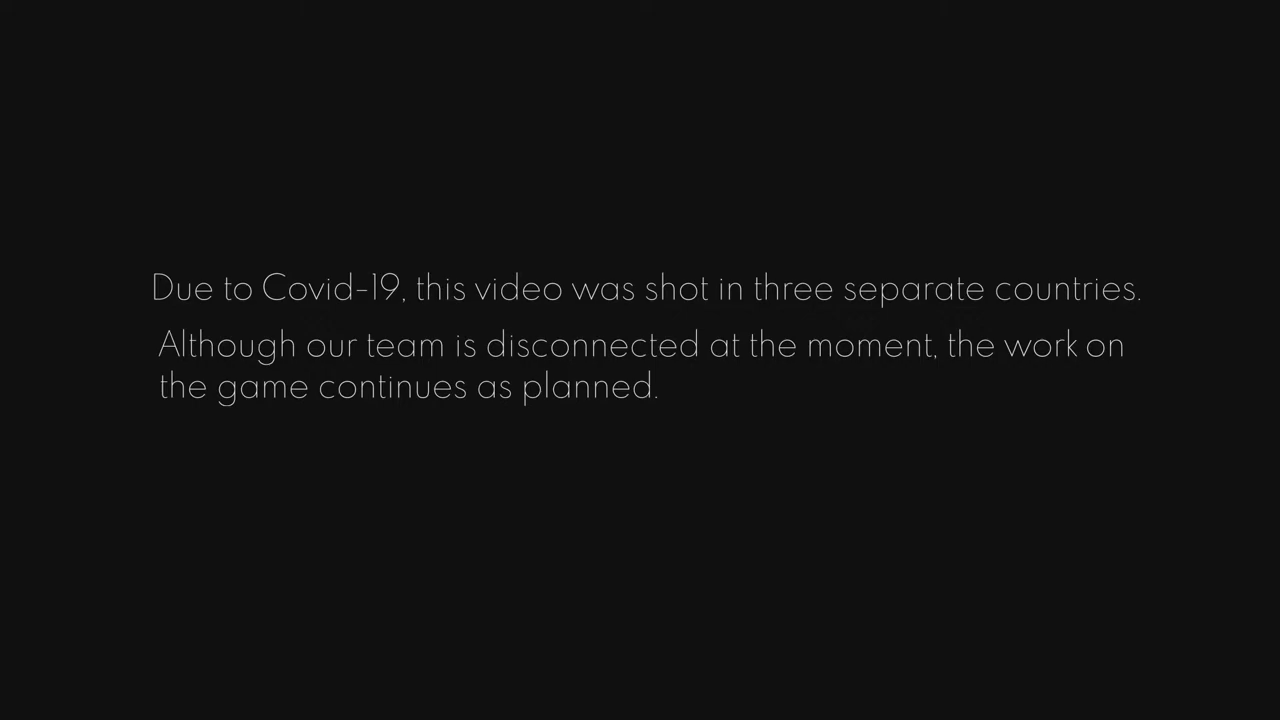 Due to Covid-19, this video was shot in three separate countries.
Although our team is disconnected at the moment, the work on
the game continues as planned.